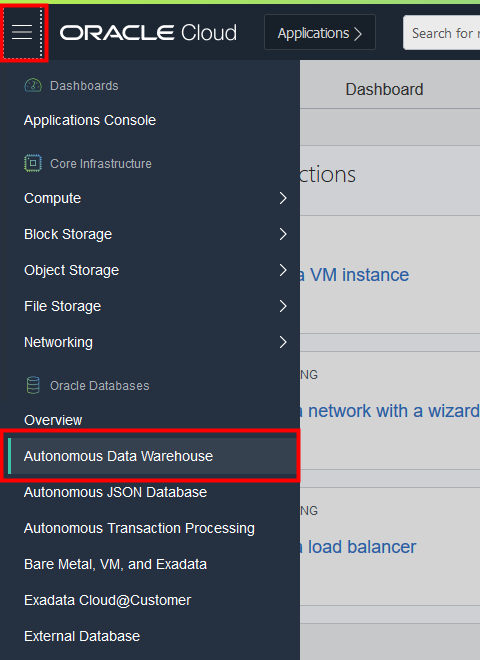 ORACLE Cloud
Applications
Search for r
Dashboards
Applications Console
Core Infrastructure
Compute
Block Storage
Object Storage
File Storage
Networking
Oracle Databases
Overview
Autonomous Data Warehouse
Autonomous JSON Database
Autonomous Transaction Processing
Bare Metal, VM, and Exadata
Exadata Cloud@Customer
External Database
Dashboard
ctions
a VM instance
NG
network with a wizard
NG
load balancer